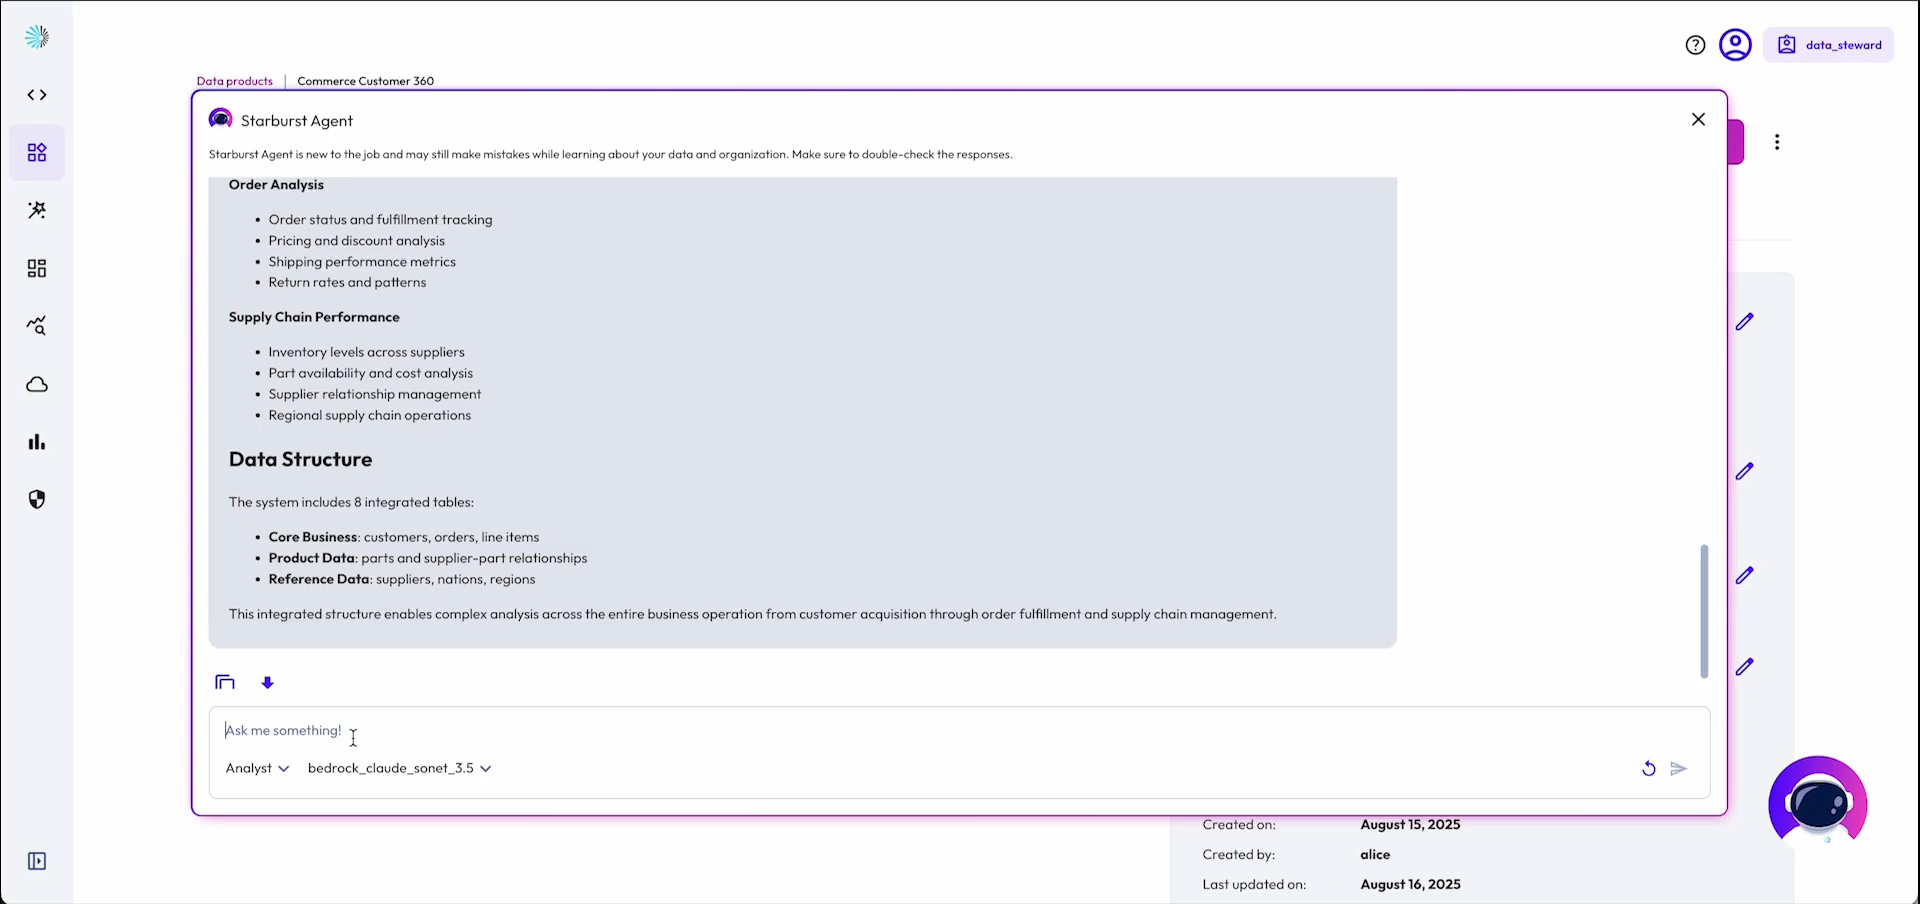 data_steward
Data products | Commerce Customer 360
Starburst Agent
Starburst Agent is new to the job and may still make mistakes while learning about your data and organization. Make sure to double-check the responses.
Order Analysis
• Order status and fulfillment tracking
• Pricing and discount analysis
• Shipping performance metrics
• Return rates and patterns
Supply Chain Performance
• Inventory levels across suppliers
• Part availability and cost analysis
• Supplier relationship management
• Regional supply chain operations
Data Structure
The system includes 8 integrated tables:
• Core Business: customers, orders, line items
• Product Data: parts and supplier-part relationships
• Reference Data: suppliers, nations, regions
This integrated structure enables complex analysis across the entire business operation from customer acquisition through order fulfillment and supply chain management.
Ask me something!
Analyst bedrock_claude_sonet_3.5
Created on: August 15, 2025
Created by: alice
Last updated on: August 16, 2025